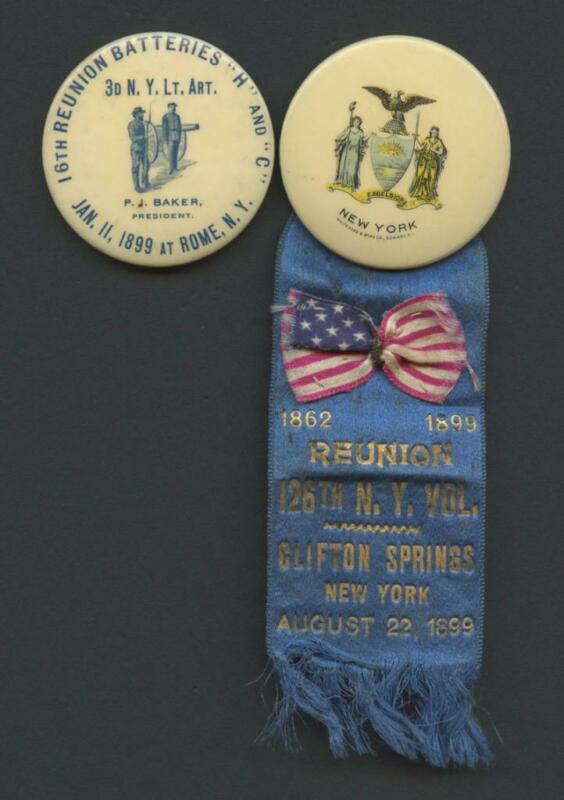 16TH REUNION BATTERIES "H" AND "C"
3D N. Y. LT. ART.
P. J. BAKER,
PRESIDENT.
JAN. 11, 1899 AT ROME, N. Y.
EXCELSIOR
NEW YORK
1862 1899
REUNION
126TH N. Y. VOL.
CLIFTON SPRINGS
NEW YORK
AUGUST 22, 1899